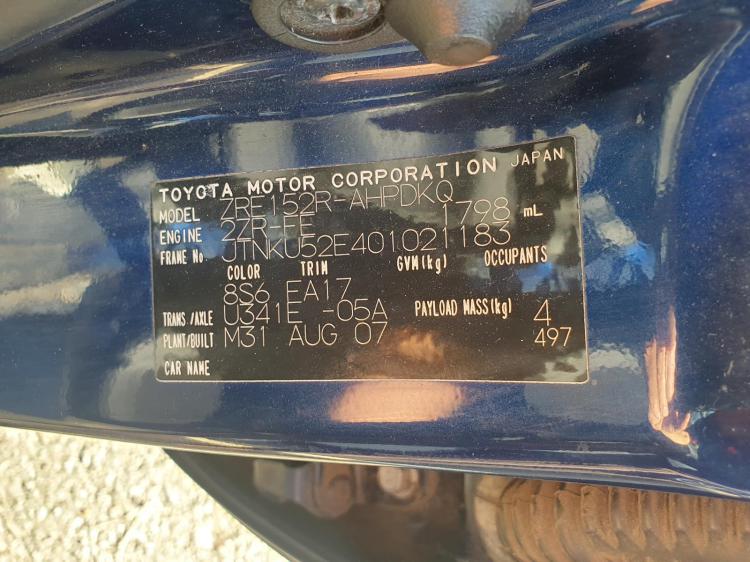 TOYOTA MOTOR CORPORATION JAPAN
MODEL ZRE152R-AHPDKQ
ENGINE 2ZR-FE 1798 mL
FRAME No. JTNKU52E401021183
COLOR TRIM GVM(kg) OCCUPANTS
8S6 EA17
TRANS/AXLE U341E -05A PAYLOAD MASS(kg) 4
PLANT/BUILT M31 AUG 07 497
CAR NAME